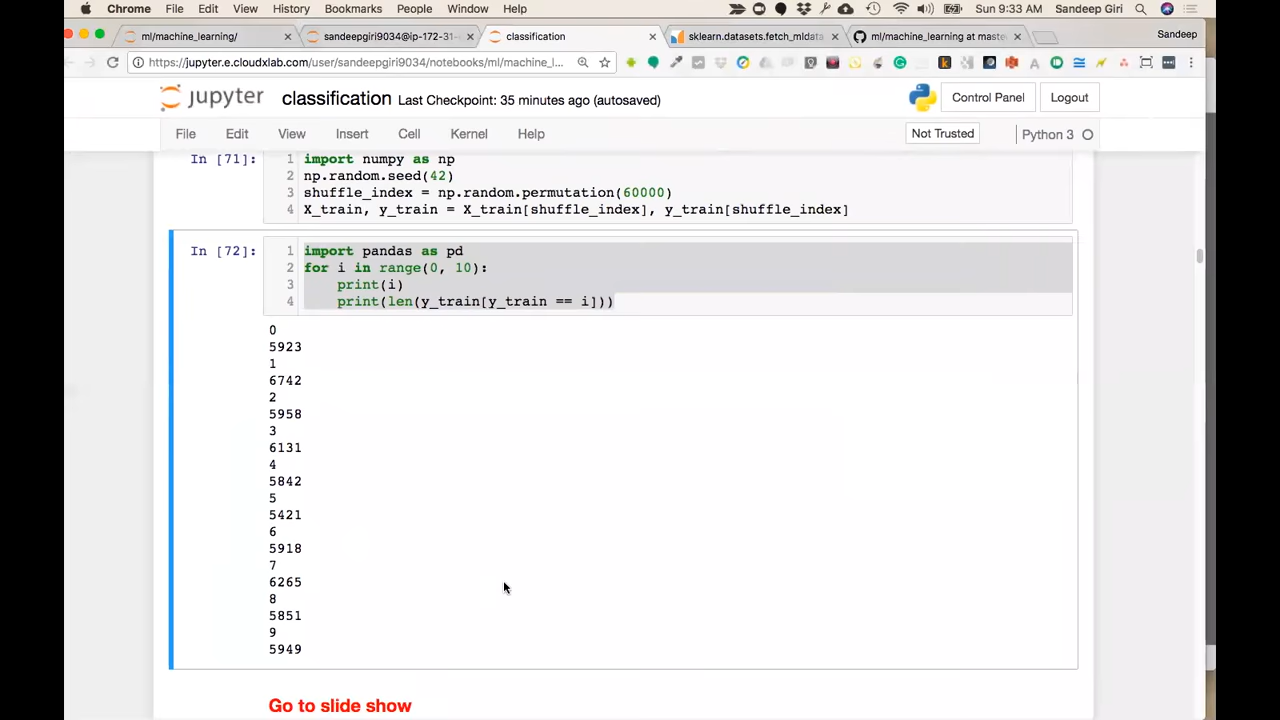 Chrome File Edit View History Bookmarks People Window Help Sun 9:33 AM Sandeep Giri
ml/machine_learning/ sandeepgiri9034@ip-172-31- classification sklearn.datasets.fetch_mldata ml/machine_learning at maste Sandeep
https://jupyter.e.cloudxlab.com/user/sandeepgiri9034/notebooks/ml/machine_l...
jupyter classification Last Checkpoint: 35 minutes ago (autosaved) Control Panel Logout
File Edit View Insert Cell Kernel Help Not Trusted Python 3
In [71]: 1 import numpy as np
2 np.random.seed(42)
3 shuffle_index = np.random.permutation(60000)
4 X_train, y_train = X_train[shuffle_index], y_train[shuffle_index]
In [72]: 1 import pandas as pd
2 for i in range(0, 10):
3 print(i)
4 print(len(y_train[y_train == i]))
0
5923
1
6742
2
5958
3
6131
4
5842
5
5421
6
5918
7
6265
8
5851
9
5949
Go to slide show